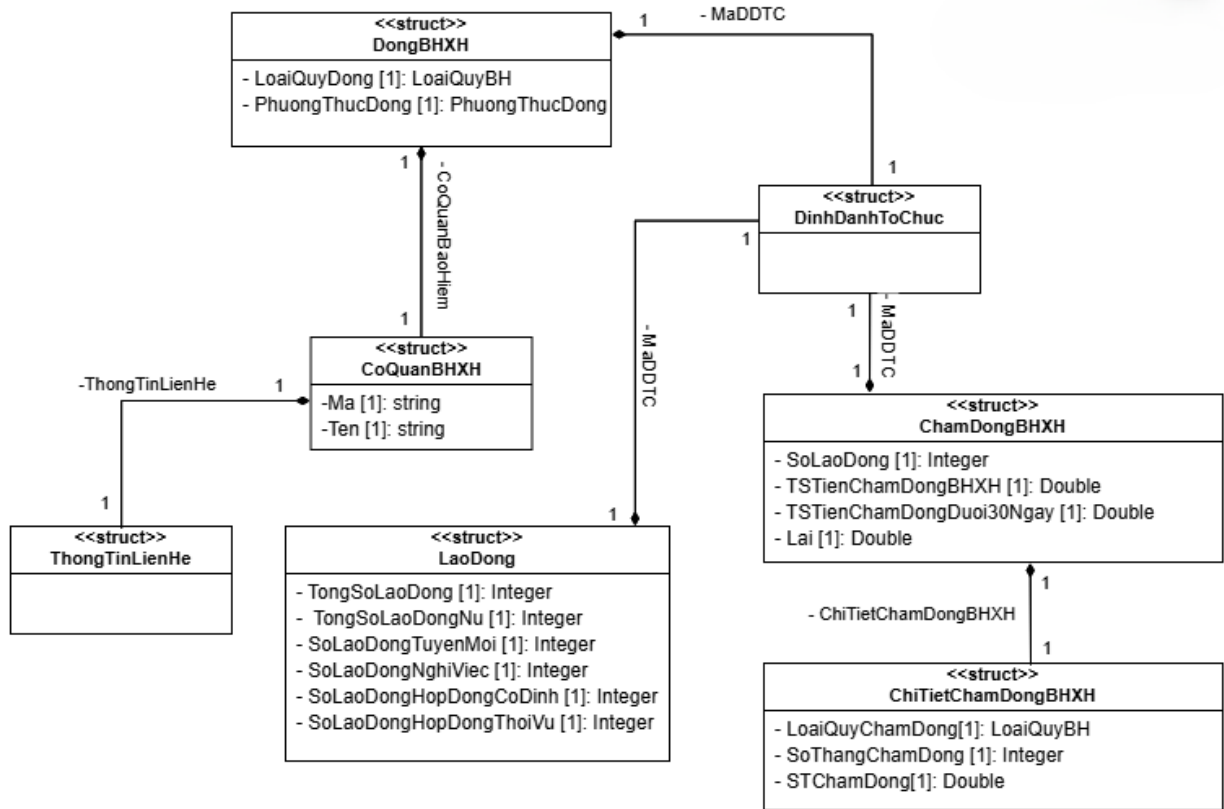 <<struct>>
DongBHXH
- LoaiQuyDong [1]: LoaiQuyBH
- PhuongThucDong [1]: PhuongThucDong
1
- MaDDTC
1
1
- CoQuanBaoHiem
1
<<struct>>
DinhDanhToChuc
1
- MaDDTC
1
1
- MaDDTC
1
<<struct>>
CoQuanBHXH
-Ma [1]: string
-Ten [1]: string
-ThongTinLienHe
1
1
<<struct>>
ThongTinLienHe
<<struct>>
LaoDong
- TongSoLaoDong [1]: Integer
- TongSoLaoDongNu [1]: Integer
- SoLaoDongTuyenMoi [1]: Integer
- SoLaoDongNghiViec [1]: Integer
- SoLaoDongHopDongCoDinh [1]: Integer
- SoLaoDongHopDongThoiVu [1]: Integer
<<struct>>
ChamDongBHXH
- SoLaoDong [1]: Integer
- TSTienChamDongBHXH [1]: Double
- TSTienChamDongDuoi30Ngay [1]: Double
- Lai [1]: Double
1
- ChiTietChamDongBHXH
1
<<struct>>
ChiTietChamDongBHXH
- LoaiQuyChamDong[1]: LoaiQuyBH
- SoThangChamDong [1]: Integer
- STChamDong[1]: Double